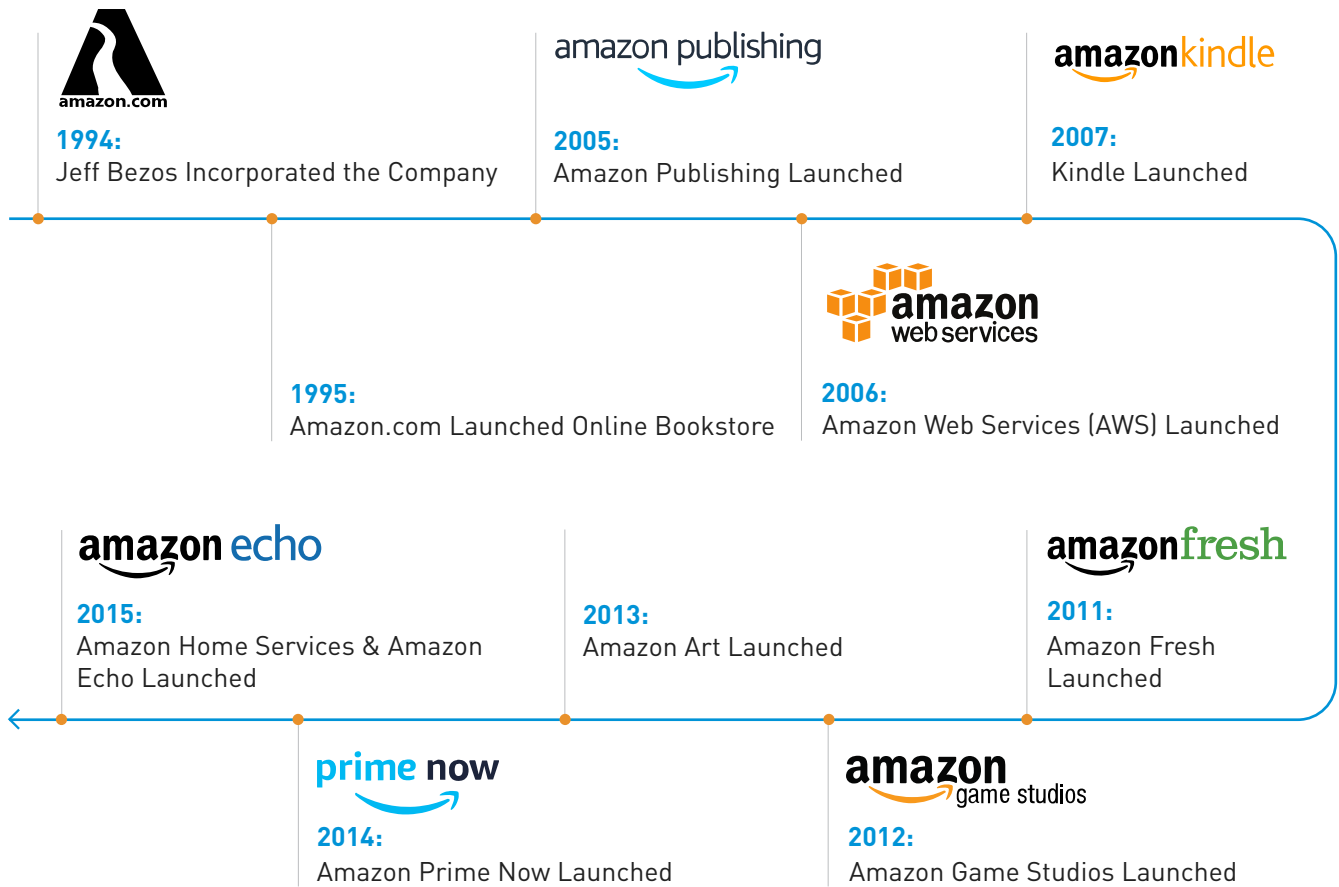 amazon.com
1994:
Jeff Bezos Incorporated the Company
amazon publishing
2005:
Amazon Publishing Launched
amazonkindle
2007:
Kindle Launched
1995:
Amazon.com Launched Online Bookstore
amazon
web services
2006:
Amazon Web Services (AWS) Launched
amazonfresh
2011:
Amazon Fresh
Launched
amazon
game studios
2012:
Amazon Game Studios Launched
2013:
Amazon Art Launched
prime now
2014:
Amazon Prime Now Launched
amazon echo
2015:
Amazon Home Services & Amazon
Echo Launched